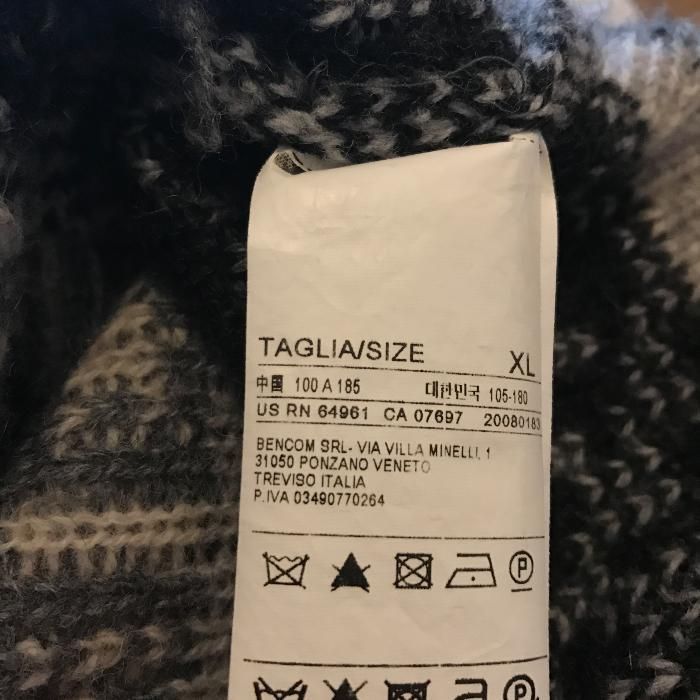 TAGLIA/SIZE XL
中国 100 A 185 대한민국 105-180
US RN 64961 CA 07697 20080183
BENCOM SRL- VIA VILLA MINELLI, 1
31050 PONZANO VENETO
TREVISO ITALIA
P.IVA 03490770264
P
P